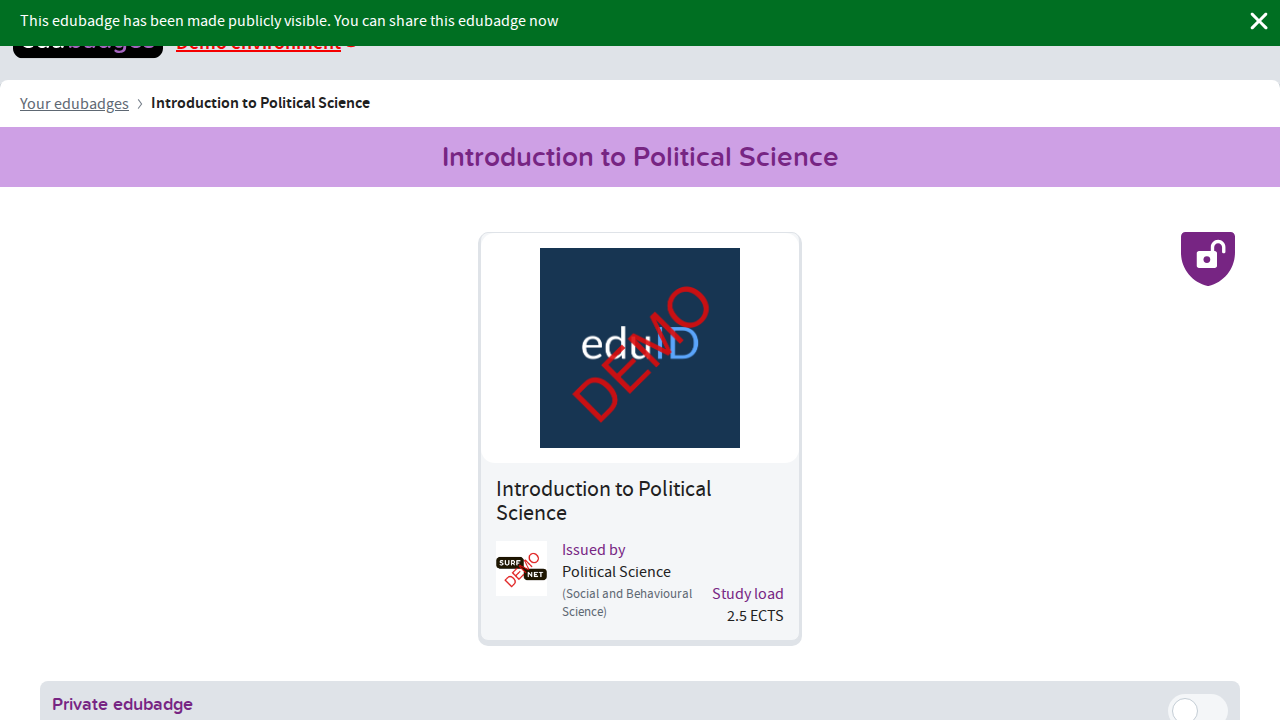 This edubadge has been made publicly visible. You can share this edubadge now
edubadges Demo environment
Your edubadges > Introduction to Political Science
Introduction to Political Science
eduID
DEMO
Introduction to Political
Science
SURF
NET
DEMO
Issued by
Political Science
(Social and Behavioural
Science)
Study load
2.5 ECTS
Private edubadge